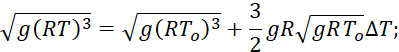 √(g(RT)³) = √(g(RTₒ)³) + 3/2 gR√(gRTₒ)ΔT;